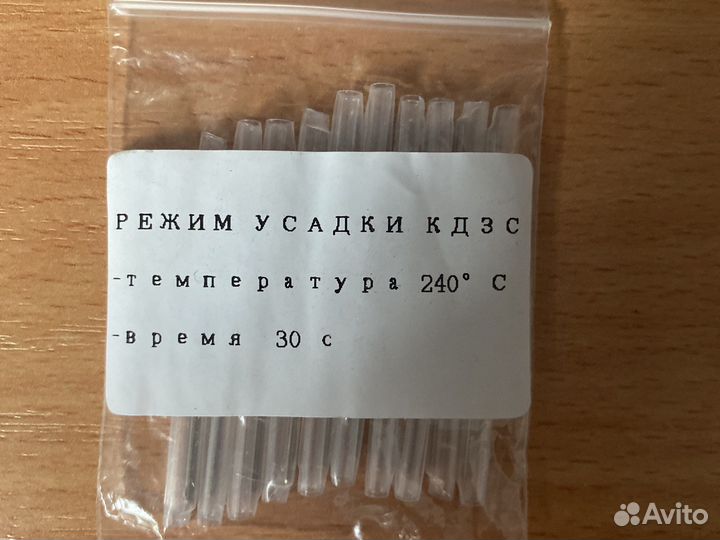 РЕЖИМ УСАДКИ КДЗС
-температура 240° С
-время 30 с
Avito